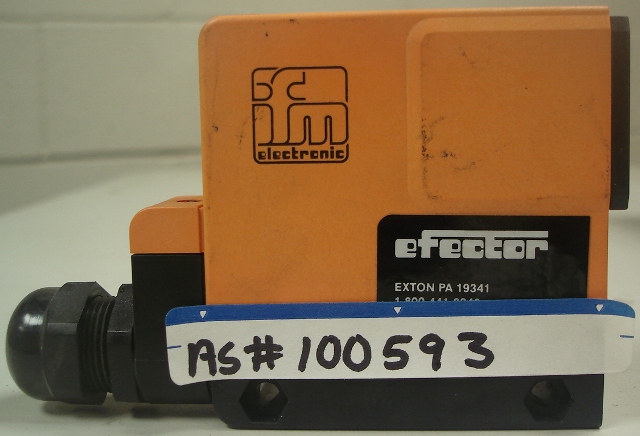 ifm
electronic
efector
EXTON PA 19341
AS#100593